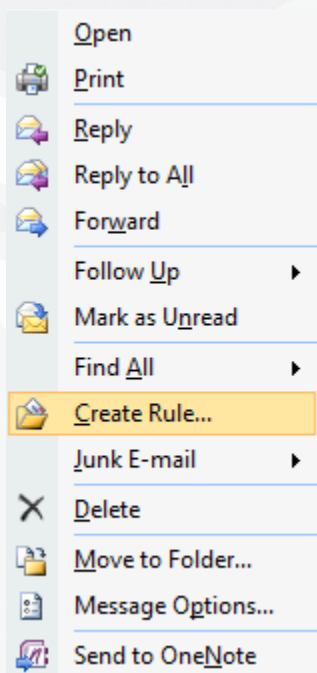 Open
Print
Reply
Reply to All
Forward
Follow Up
Mark as Unread
Find All
Create Rule...
Junk E-mail
Delete
Move to Folder...
Message Options...
Send to OneNote